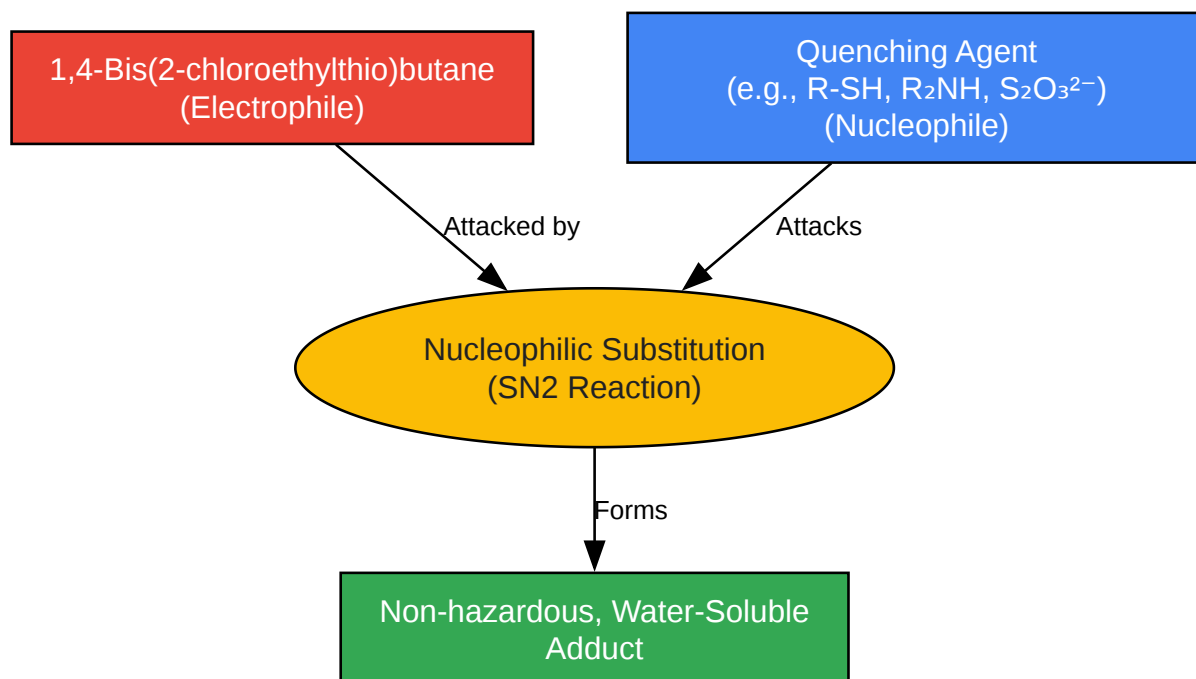 1,4-Bis(2-chloroethylthio)butane
(Electrophile)
Quenching Agent
(e.g., R-SH, R₂NH, S₂O₃²⁻)
(Nucleophile)
Attacked by
Attacks
Nucleophilic Substitution
(SN2 Reaction)
Forms
Non-hazardous, Water-Soluble
Adduct